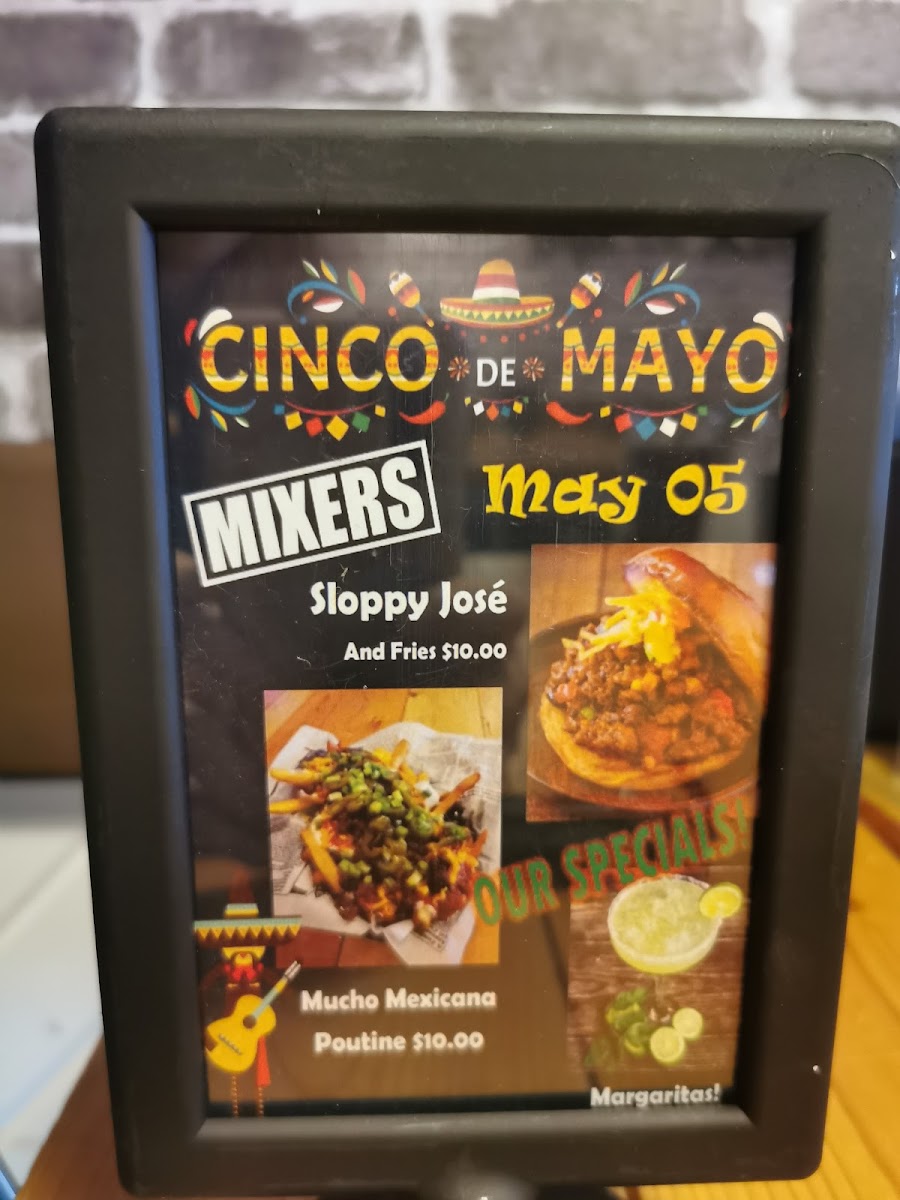 CINCO DE MAYO
MIXERS
May 05
Sloppy José
And Fries $10.00
OUR SPECIALS!
Mucho Mexicana
Poutine $10.00
Margaritas!